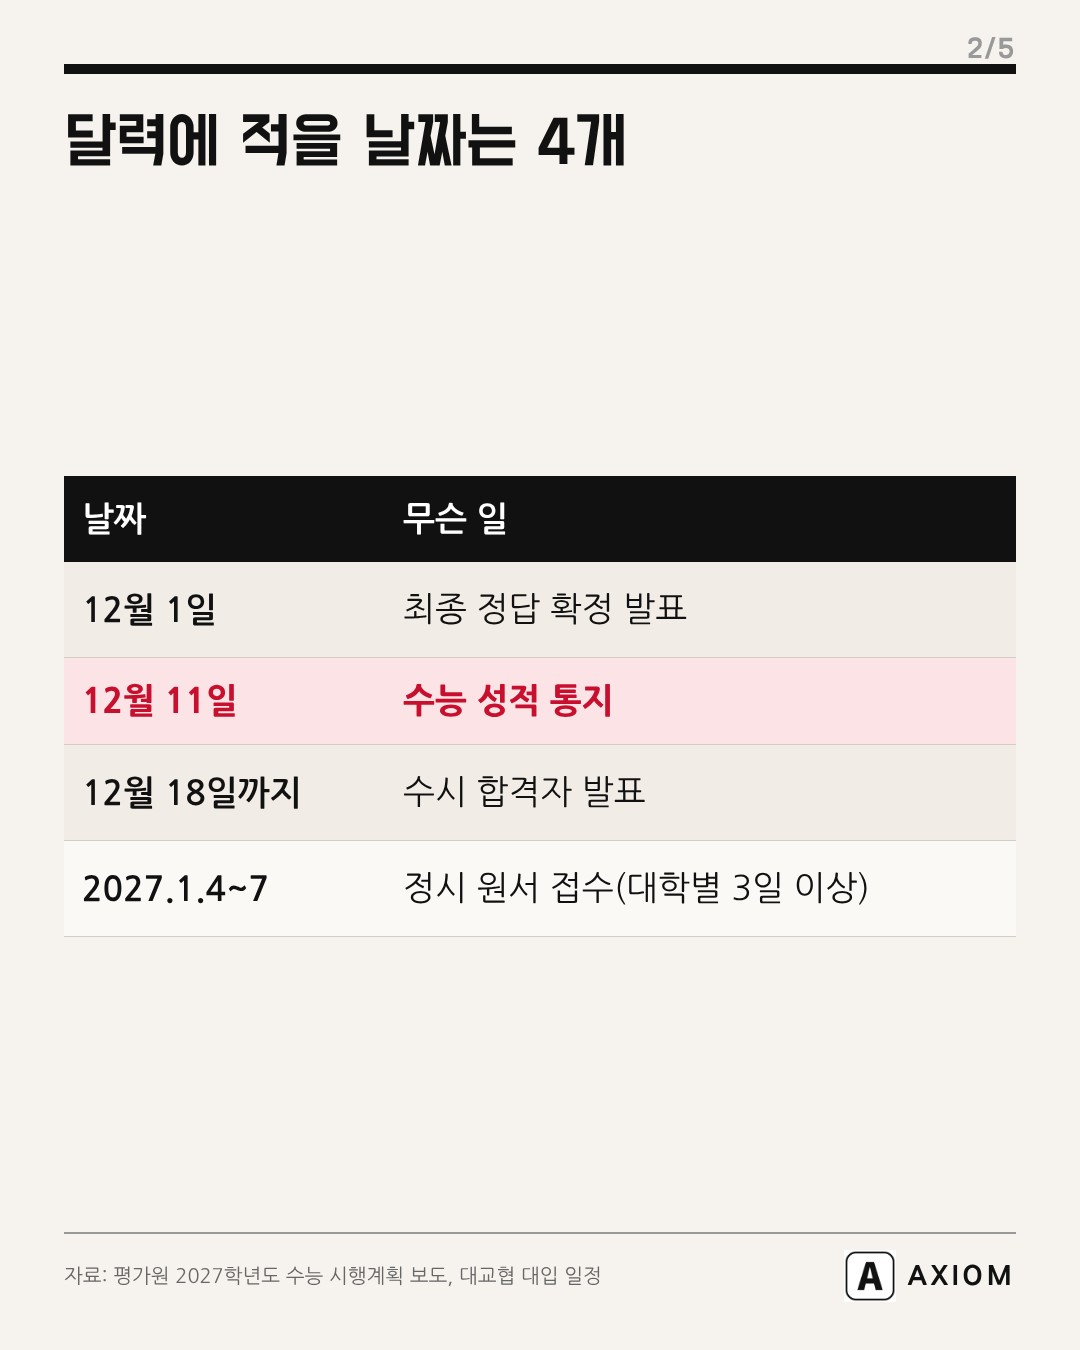 2/5
달력에 적을 날짜는 4개
날짜 무슨 일
12월 1일 최종 정답 확정 발표
12월 11일 수능 성적 통지
12월 18일까지 수시 합격자 발표
2027.1.4~7 정시 원서 접수(대학별 3일 이상)
자료: 평가원 2027학년도 수능 시행계획 보도, 대교협 대입 일정
A AXIOM